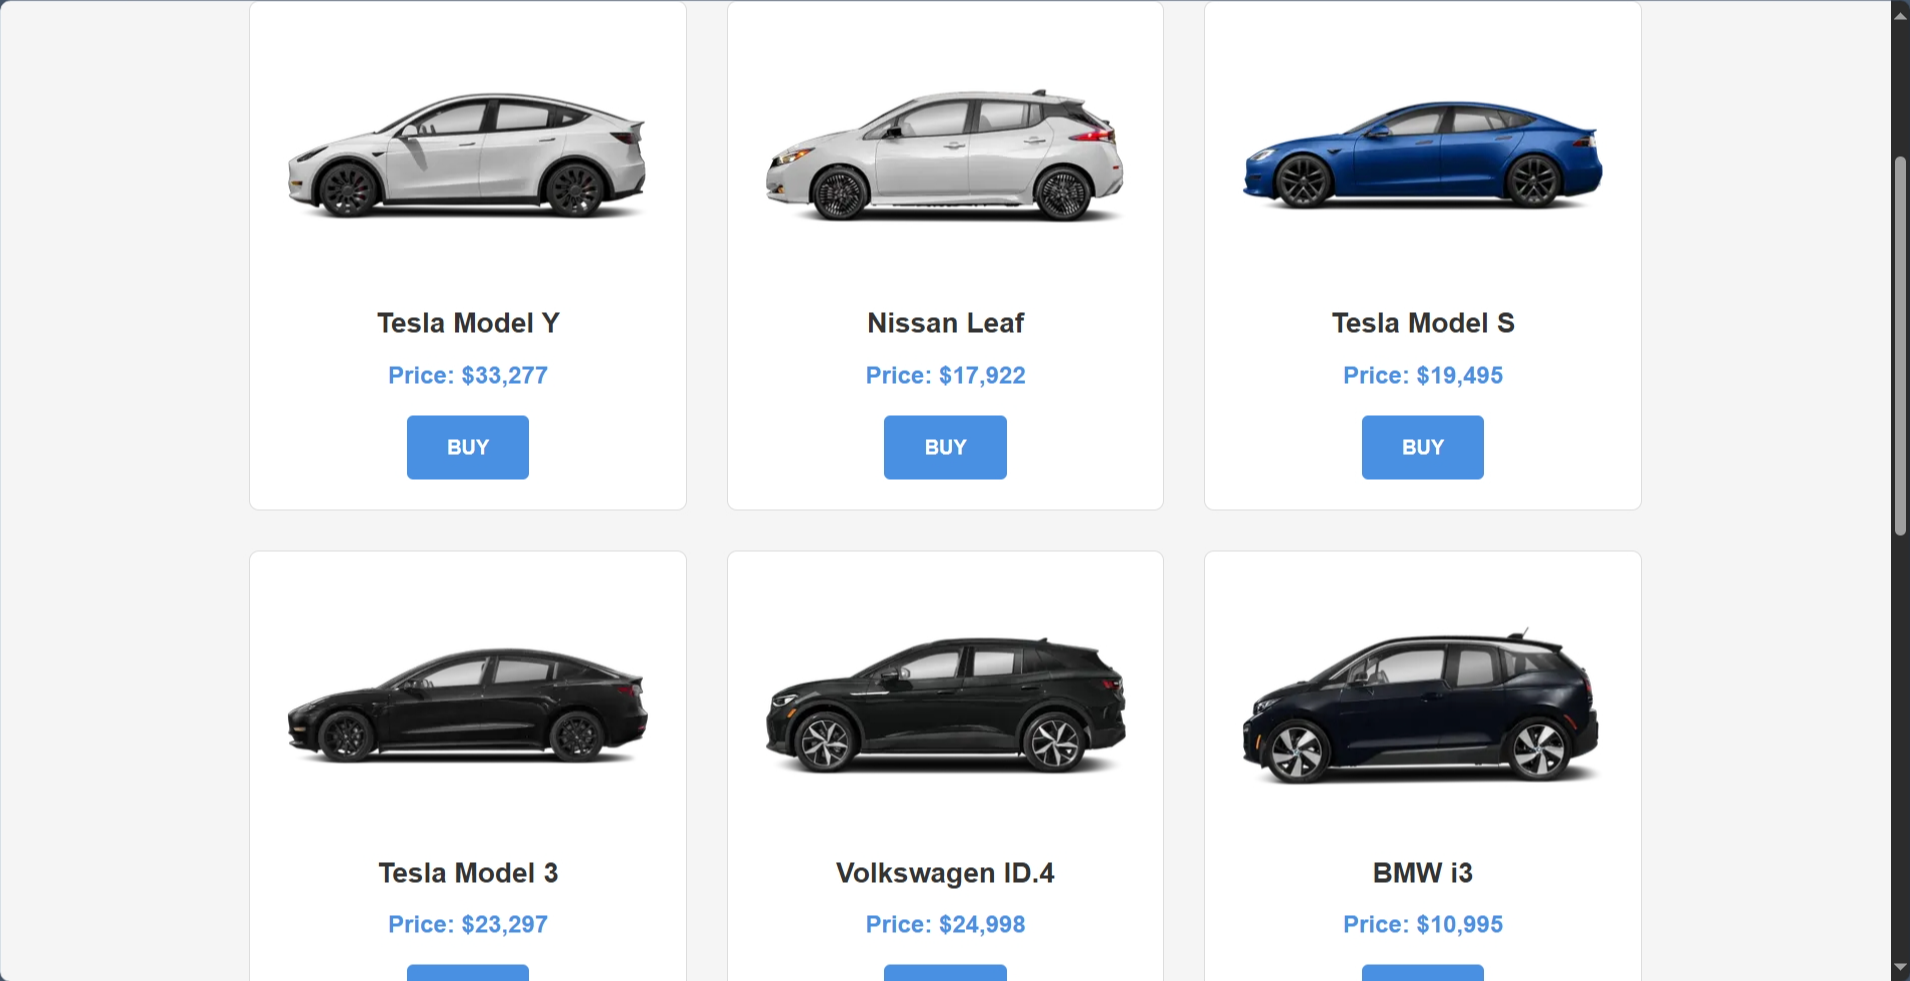 Tesla Model Y
Price: $33,277
BUY
Nissan Leaf
Price: $17,922
BUY
Tesla Model S
Price: $19,495
BUY
Tesla Model 3
Price: $23,297
Volkswagen ID.4
Price: $24,998
BMW i3
Price: $10,995